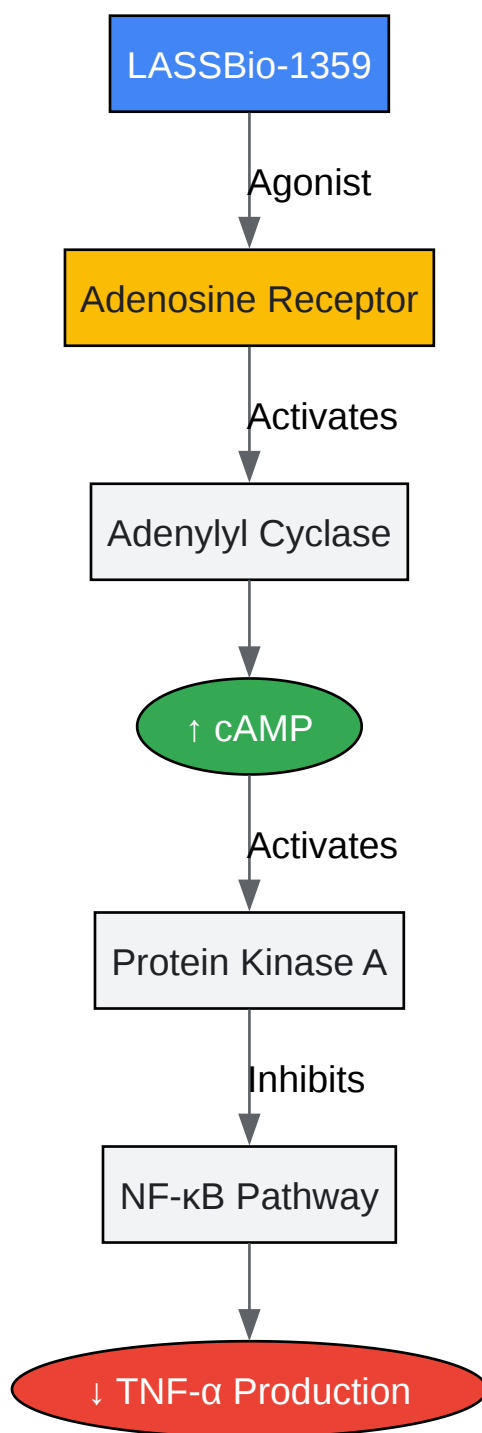 LASSBio-1359
Agonist
Adenosine Receptor
Activates
Adenylyl Cyclase
↑ cAMP
Activates
Protein Kinase A
Inhibits
NF-κB Pathway
↓ TNF-α Production